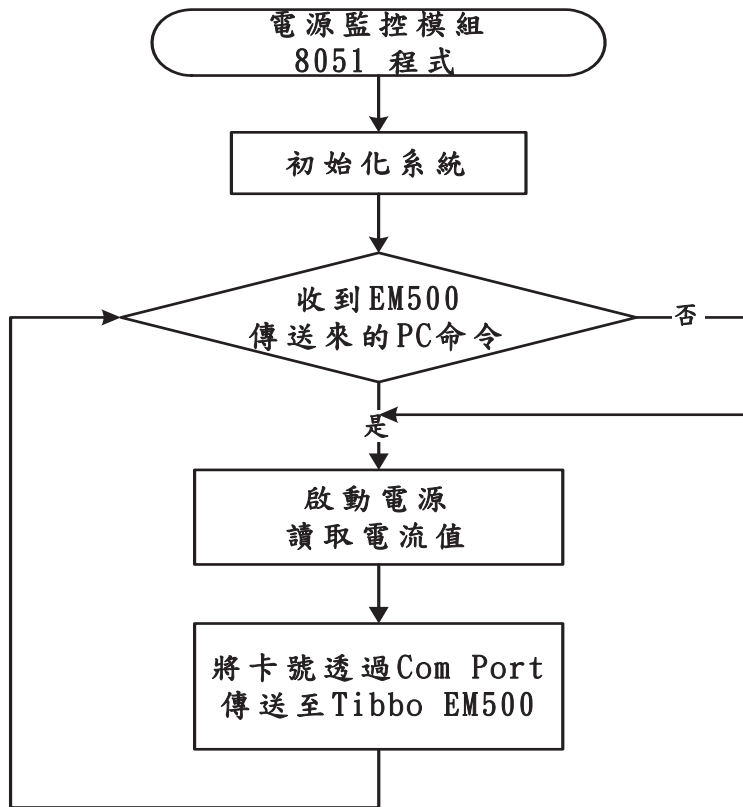 電源監控模組
8051 程式
初始化系統
收到EM500
傳送來的PC命令
否
是
啟動電源
讀取電流值
將卡號透過Com Port
傳送至Tibbo EM500